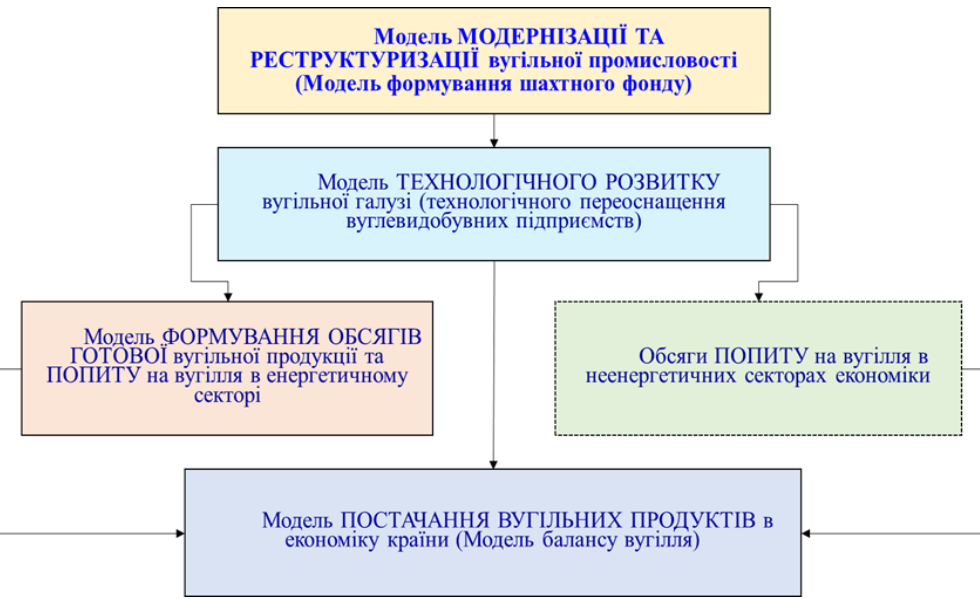 Модель МОДЕРНІЗАЦІЇ ТА
РЕСТРУКТУРИЗАЦІЇ вугільної промисловості
(Модель формування шахтного фонду)
Модель ТЕХНОЛОГІЧНОГО РОЗВИТКУ
вугільної галузі (технологічного переоснащення
вуглевидобувних підприємств)
Модель ФОРМУВАННЯ ОБСЯГІВ
ГОТОВОЇ вугільної продукції та
ПОПИТУ на вугілля в енергетичному
секторі
Обсяги ПОПИТУ на вугілля в
неенергетичних секторах економіки
Модель ПОСТАЧАННЯ ВУГІЛЬНИХ ПРОДУКТІВ в
економіку країни (Модель балансу вугілля)